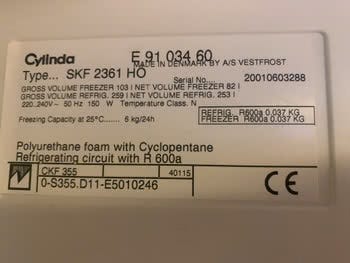 Cylinda E 91 034 60
MADE IN DENMARK BY A/S VESTFROST
Type... SKF 2361 HO Serial No.... 20010603288
GROSS VOLUME FREEZER 103 l NET VOLUME FREEZER 82 l
GROSS VOLUME REFRIG. 259 l NET VOLUME REFRIG. 253 l
220..240V~ 50 Hz 150 W Temperature Class. N
REFRIG. R600a 0.037 KG
Freezing Capacity at 25°C...... 6 kg/24h FREEZER R600a 0.037 KG
Polyurethane foam with Cyclopentane
Refrigerating circuit with R 600a
CKF 355 40115
0-S355.D11-E5010246
CE